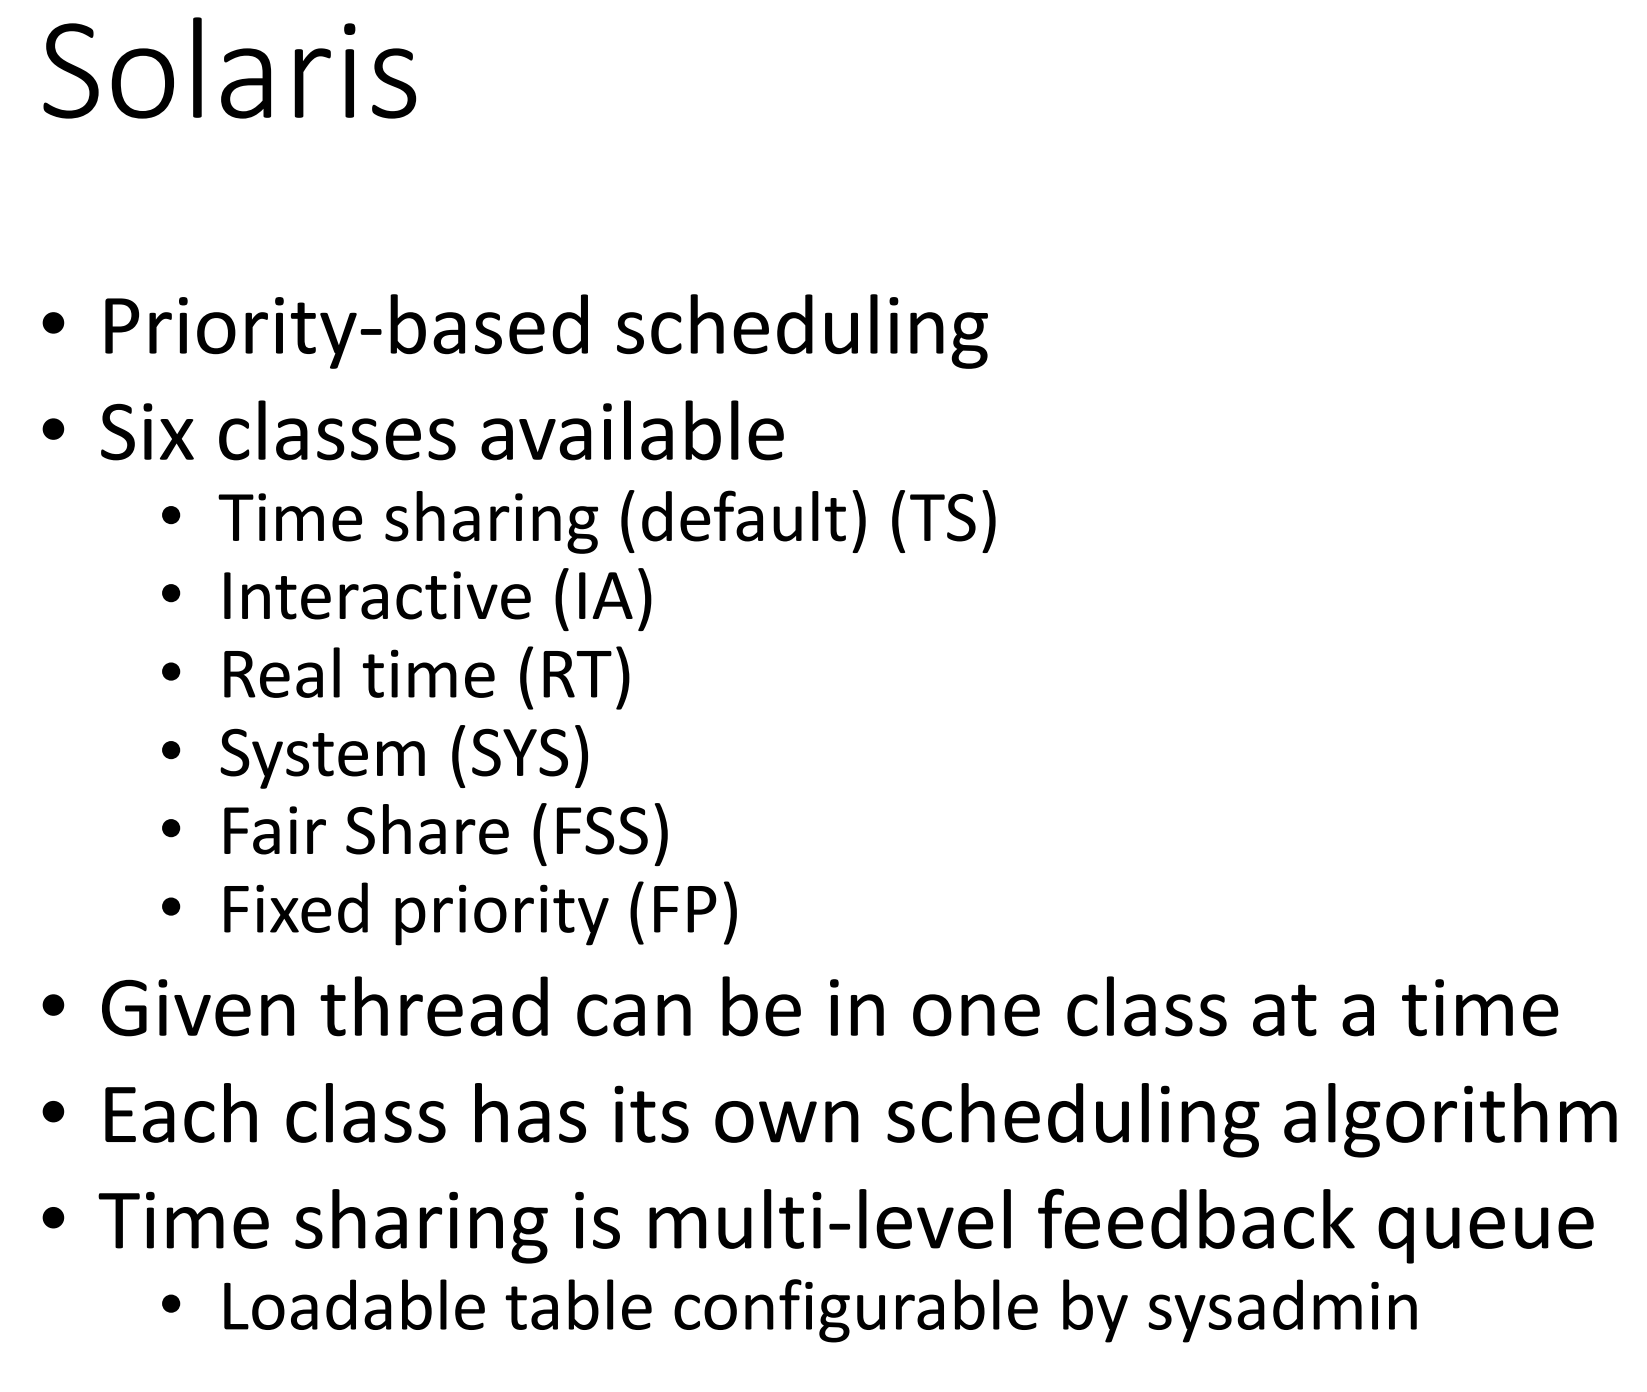 Solaris
• Priority-based scheduling
• Six classes available
• Time sharing (default) (TS)
• Interactive (IA)
• Real time (RT)
• System (SYS)
• Fair Share (FSS)
• Fixed priority (FP)
• Given thread can be in one class at a time
• Each class has its own scheduling algorithm
• Time sharing is multi-level feedback queue
• Loadable table configurable by sysadmin